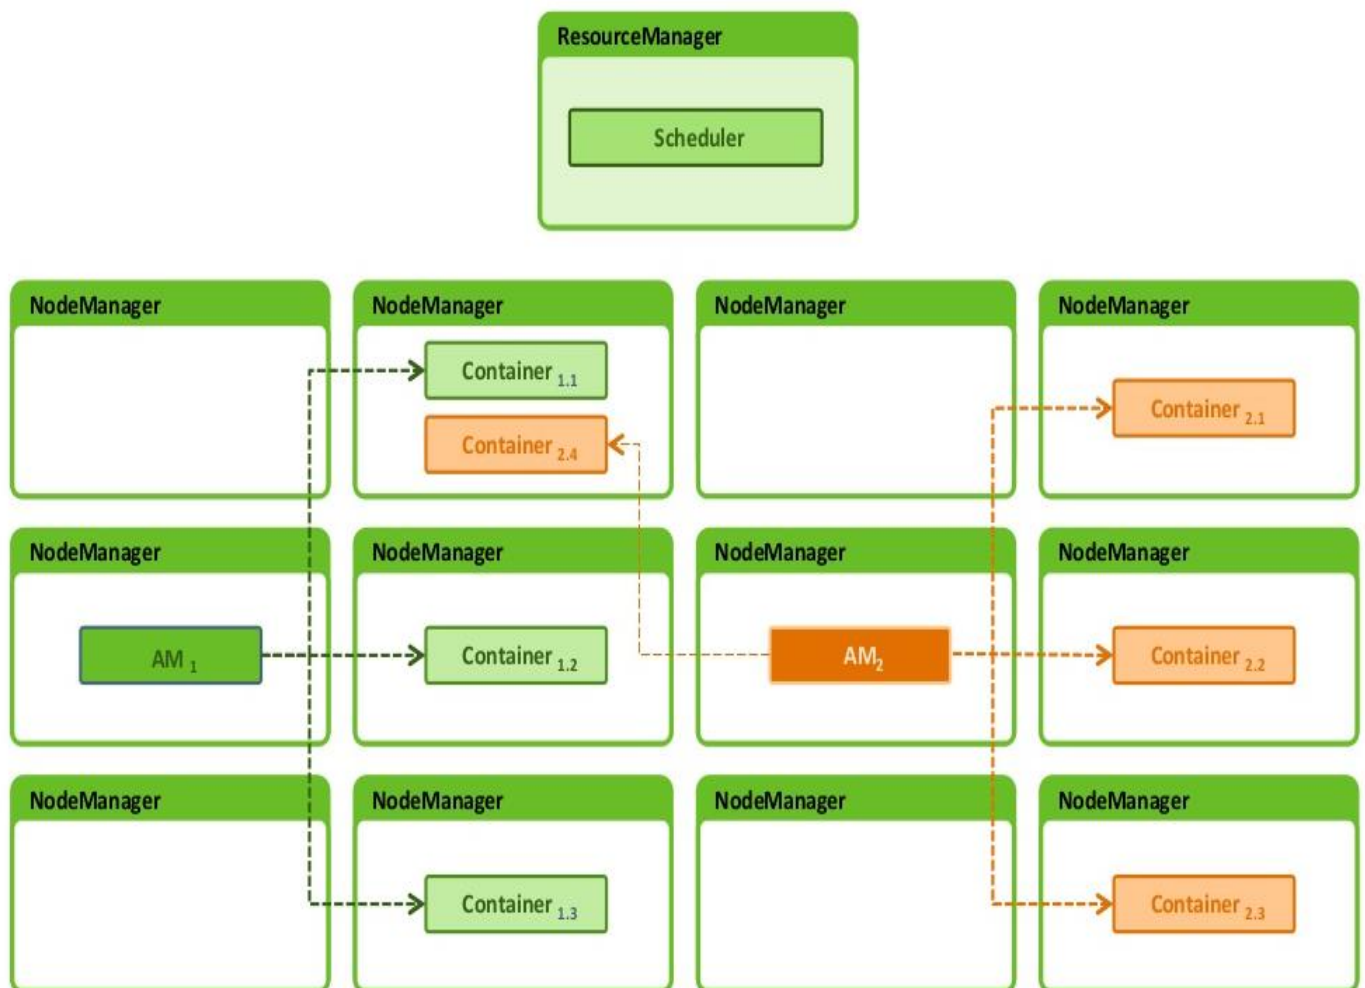 ResourceManager
Scheduler
NodeManager NodeManager NodeManager NodeManager
Container 1.1
Container 2.4
Container 2.1
NodeManager NodeManager NodeManager NodeManager
AM 1
Container 1.2
AM2
Container 2.2
NodeManager NodeManager NodeManager NodeManager
Container 1.3
Container 2.3